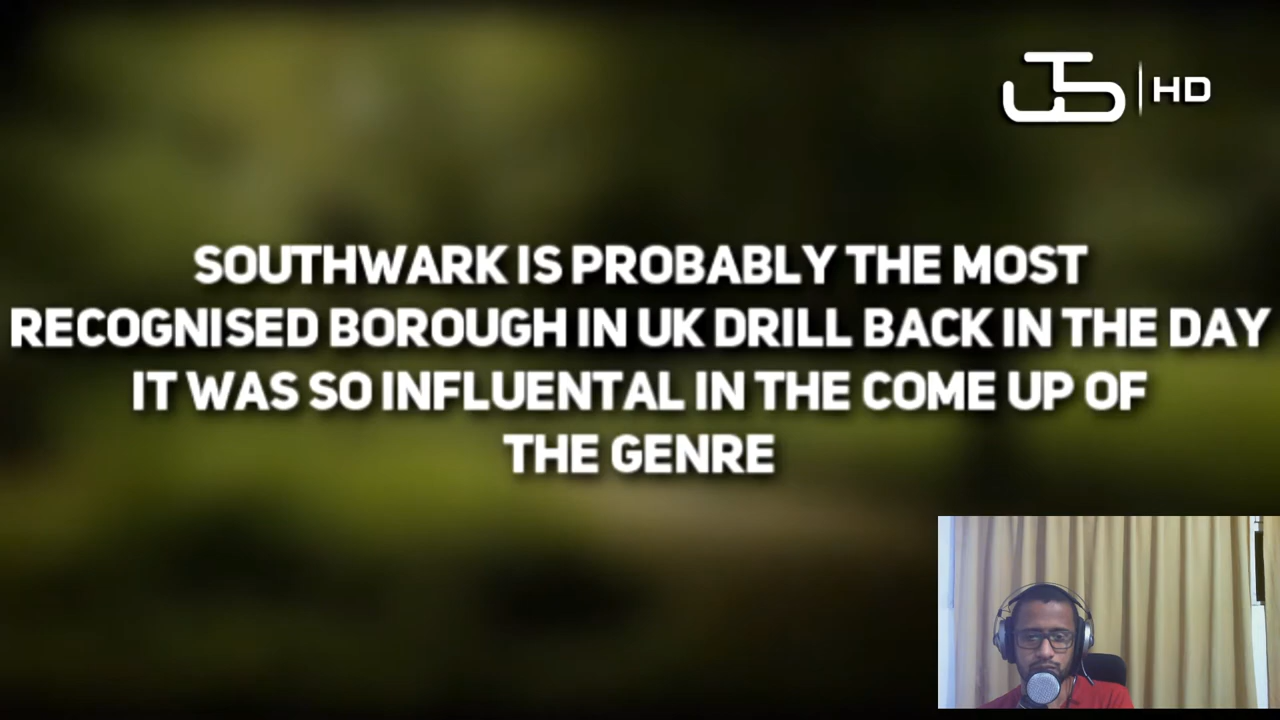 JTS | HD
SOUTHWARK IS PROBABLY THE MOST
RECOGNISED BOROUGH IN UK DRILL BACK IN THE DAY
IT WAS SO INFLUENTAL IN THE COME UP OF
THE GENRE